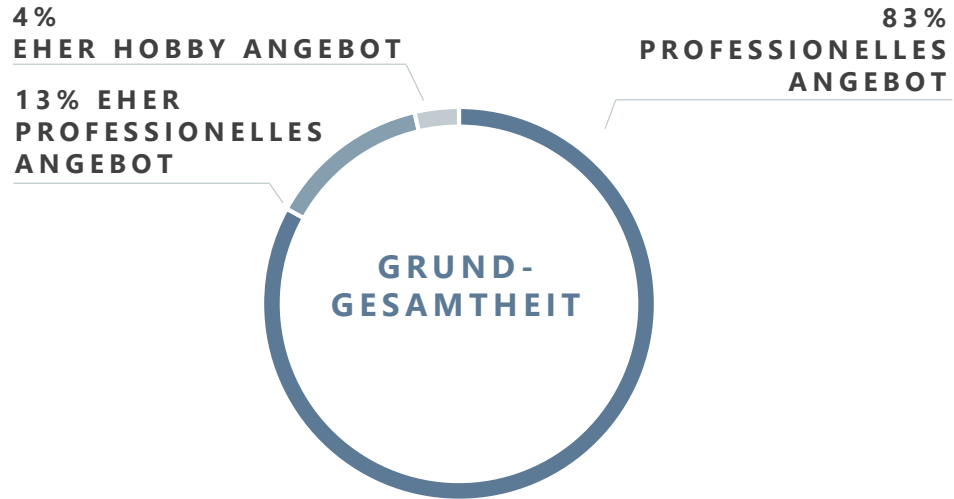 4%
EHER HOBBY ANGEBOT
13% EHER
PROFESSIONELLES
ANGEBOT
83%
PROFESSIONELLES
ANGEBOT
GRUND-
GESAMTHEIT